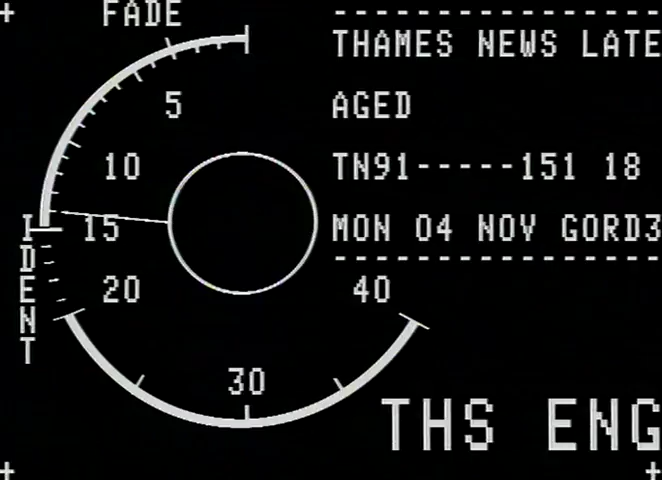 FADE
THAMES NEWS LATE
AGED
TN91-----151 18
MON 04 NOV GORD3
5
10
15
20
30
40
IDENT
THS ENG